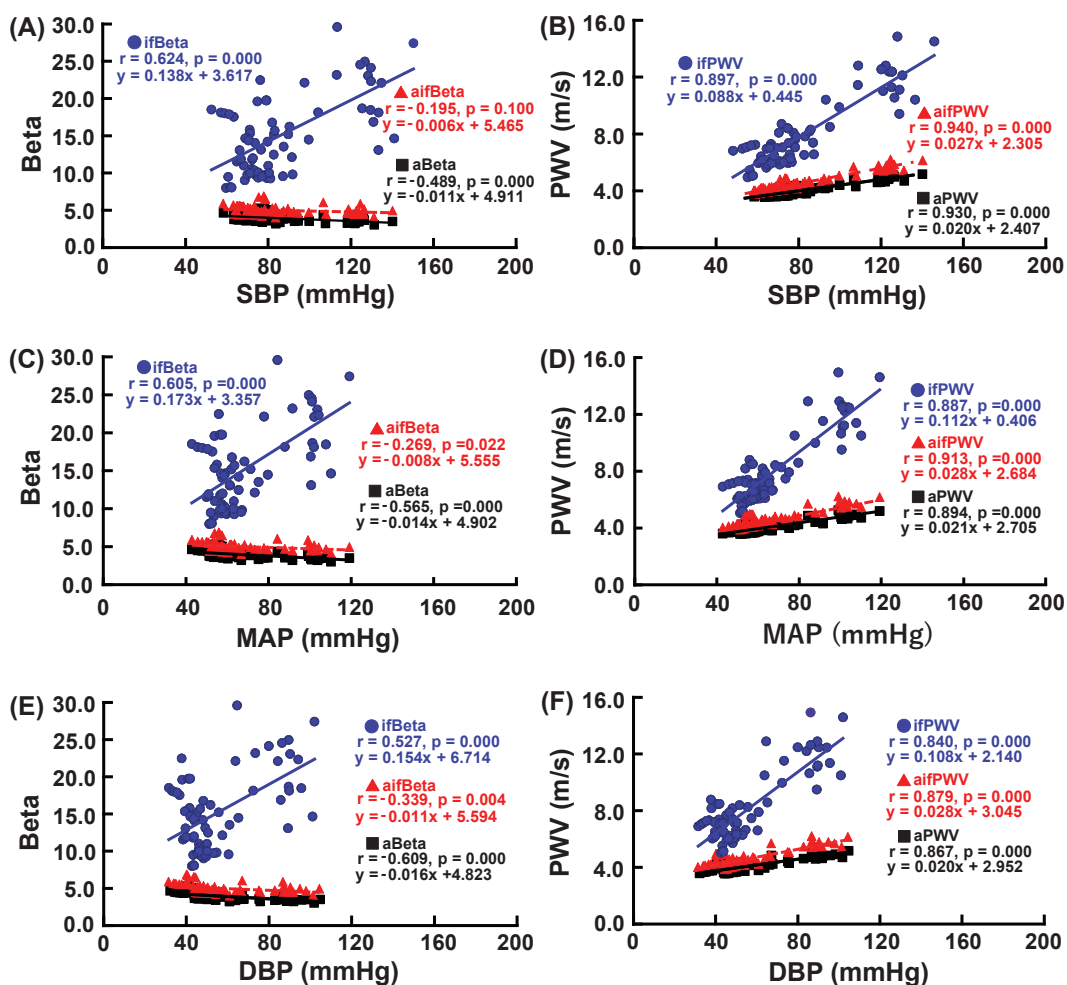 (A)
Beta
30.0
25.0
20.0
15.0
10.0
5.0
0.0
0
40
80
120
160
200
SBP (mmHg)
ifBeta
r = 0.624, p = 0.000
y = 0.138x + 3.617
aifBeta
r =-0.195, p = 0.100
y =-0.006x + 5.465
aBeta
r =-0.489, p = 0.000
y =-0.011x + 4.911
(B)
PWV (m/s)
16.0
12.0
8.0
4.0
0.0
0
40
80
120
160
200
SBP (mmHg)
ifPWV
r = 0.897, p = 0.000
y = 0.088x + 0.445
aifPWV
r = 0.940, p = 0.000
y = 0.027x + 2.305
aPWV
r = 0.930, p = 0.000
y = 0.020x + 2.407
(C)
Beta
30.0
25.0
20.0
15.0
10.0
5.0
0.0
0
40
80
120
160
200
MAP (mmHg)
ifBeta
r = 0.605, p =0.000
y = 0.173x + 3.357
aifBeta
r =-0.269, p =0.022
y =-0.008x + 5.555
aBeta
r =-0.565, p =0.000
y =-0.014x + 4.902
(D)
PWV (m/s)
16.0
12.0
8.0
4.0
0.0
0
40
80
120
160
200
MAP (mmHg)
ifPWV
r = 0.887, p =0.000
y = 0.112x + 0.406
aifPWV
r = 0.913, p =0.000
y = 0.028x + 2.684
aPWV
r = 0.894, p =0.000
y = 0.021x + 2.705
(E)
Beta
30.0
25.0
20.0
15.0
10.0
5.0
0.0
0
40
80
120
160
200
DBP (mmHg)
ifBeta
r = 0.527, p = 0.000
y = 0.154x + 6.714
aifBeta
r =-0.339, p = 0.004
y =-0.011x + 5.594
aBeta
r =-0.609, p = 0.000
y =-0.016x +4.823
(F)
PWV (m/s)
16.0
12.0
8.0
4.0
0.0
0
40
80
120
160
200
DBP (mmHg)
ifPWV
r = 0.840, p = 0.000
y = 0.108x + 2.140
aifPWV
r = 0.879, p = 0.000
y = 0.028x + 3.045
aPWV
r = 0.867, p = 0.000
y = 0.020x + 2.952